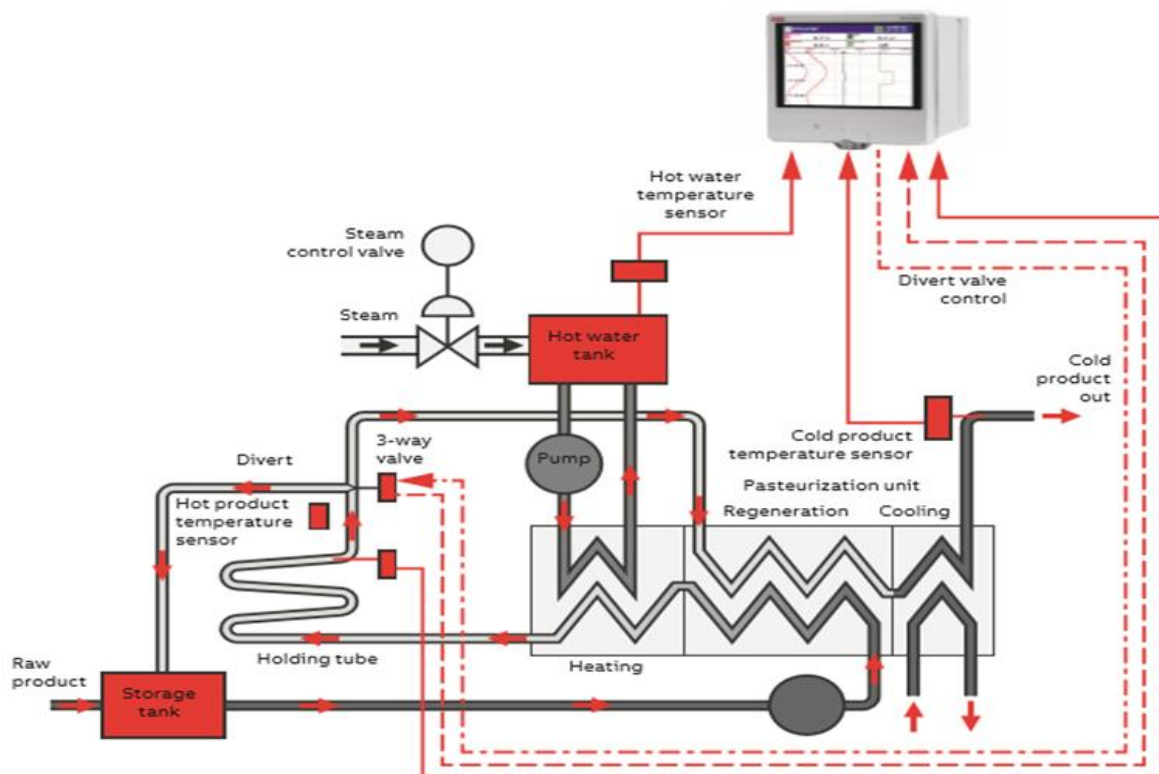 Hot water
temperature
sensor
Steam
control valve
Divert valve
control
Steam
Hot water
tank
Cold
product
out
3-way
valve
Pump
Cold product
temperature sensor
Divert
Pasteurization unit
Hot product
temperature
sensor
Regeneration
Cooling
Raw
product
Holding tube
Heating
Storage
tank